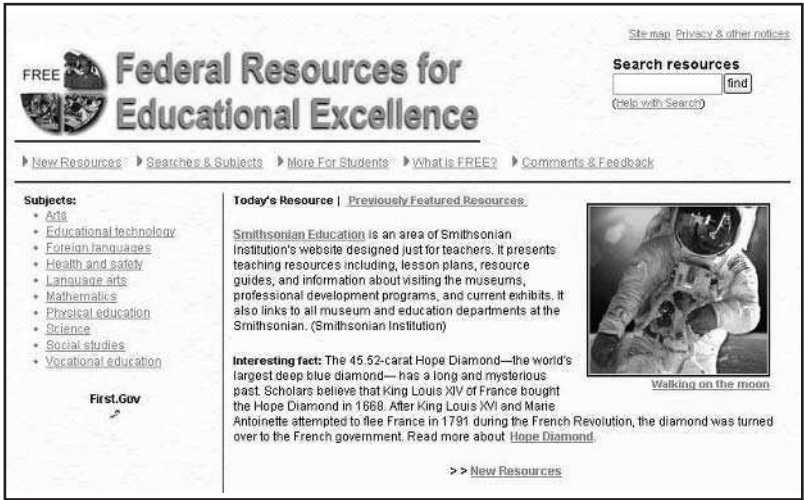 Site map Privacy & other notices
FREE
Federal Resources for
Educational Excellence
Search resources
find
(Help with Search)
New Resources Searches & Subjects More For Students What is FREE? Comments & Feedback
Subjects:
Arts
Educational technology
Foreign languages
Health and safety
Language arts
Mathematics
Physical education
Science
Social studies
Vocational education
First.Gov
Today's Resource | Previously Featured Resources
Smithsonian Education is an area of Smithsonian
Institution's website designed just for teachers. It presents
teaching resources including, lesson plans, resource
guides, and information about visiting the museums,
professional development programs, and current exhibits. It
also links to all museum and education departments at the
Smithsonian. (Smithsonian Institution)
Walking on the moon
Interesting fact: The 45.52-carat Hope Diamond—the world's
largest deep blue diamond— has a long and mysterious
past. Scholars believe that King Louis XIV of France bought
the Hope Diamond in 1668. After King Louis XVI and Marie
Antoinette attempted to flee France in 1791 during the French Revolution, the diamond was turned
over to the French government. Read more about Hope Diamond.
>> New Resources